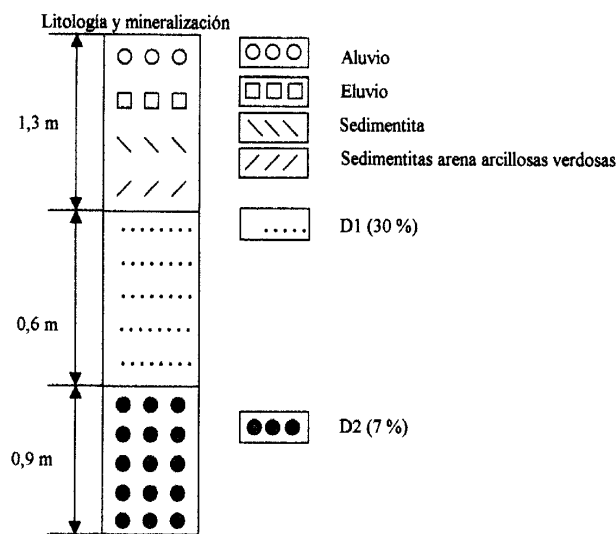 Litología y mineralización
Aluvio
Eluvio
1,3 m
Sedimentita
Sedimentitas arena arcillosas verdosas
D1 (30 %)
0,6 m
D2 (7 %)
0,9 m